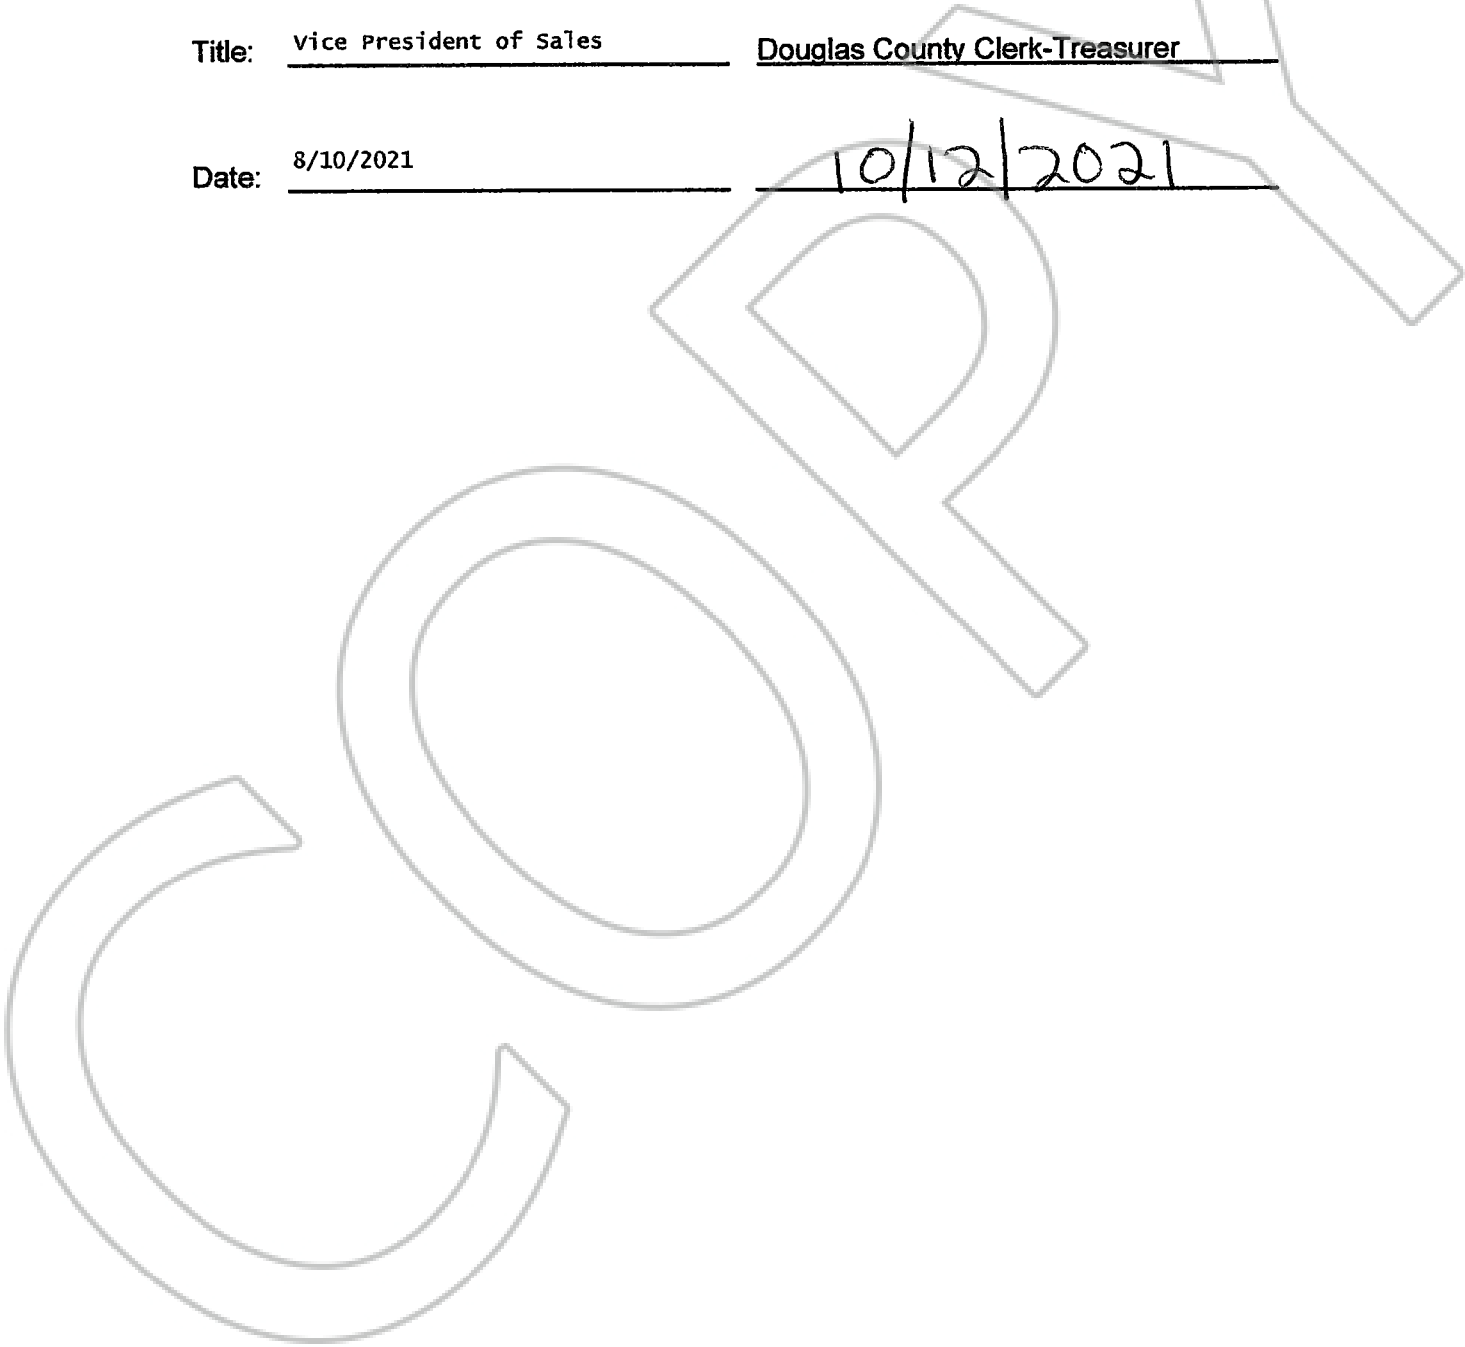 Title: Vice President of Sales Douglas County Clerk-Treasurer
Date: 8/10/2021 10/12/2021
COPY